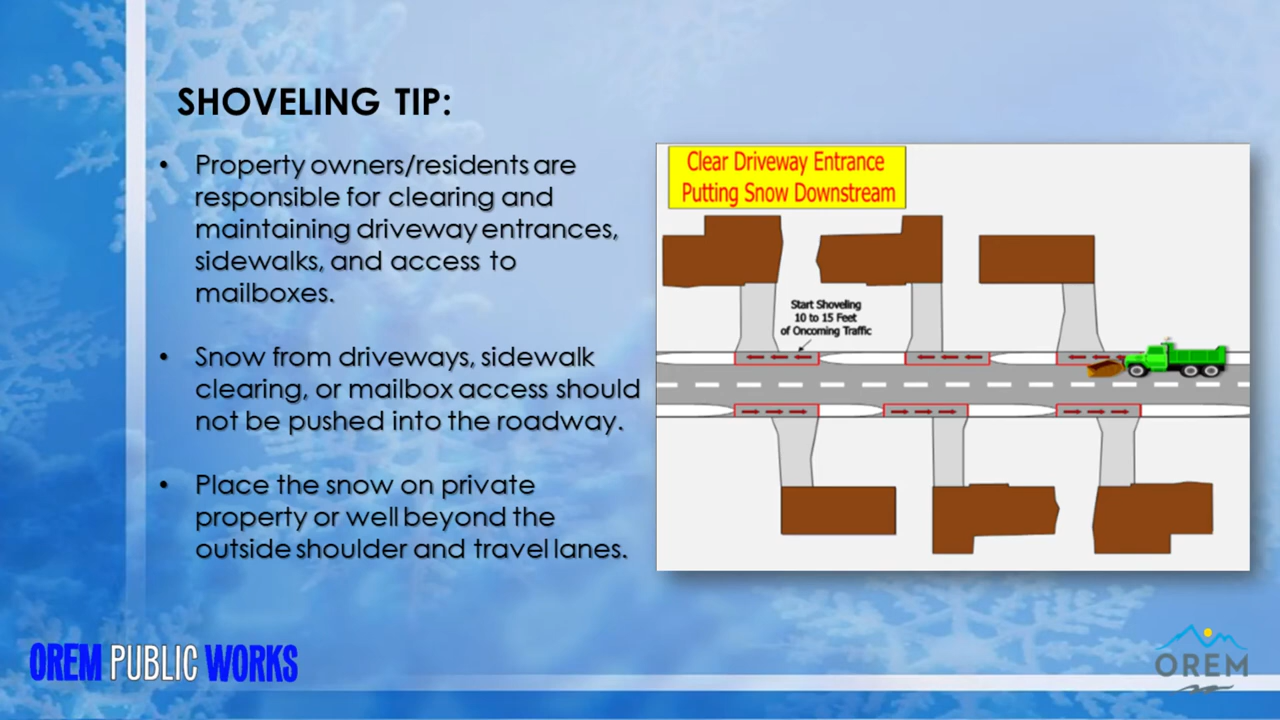 SHOVELING TIP:
• Property owners/residents are
responsible for clearing and
maintaining driveway entrances,
sidewalks, and access to
mailboxes.
• Snow from driveways, sidewalk
clearing, or mailbox access should
not be pushed into the roadway.
• Place the snow on private
property or well beyond the
outside shoulder and travel lanes.
Clear Driveway Entrance
Putting Snow Downstream
Start Shoveling
10 to 15 Feet
of Oncoming Traffic
OREM PUBLIC WORKS
OREM